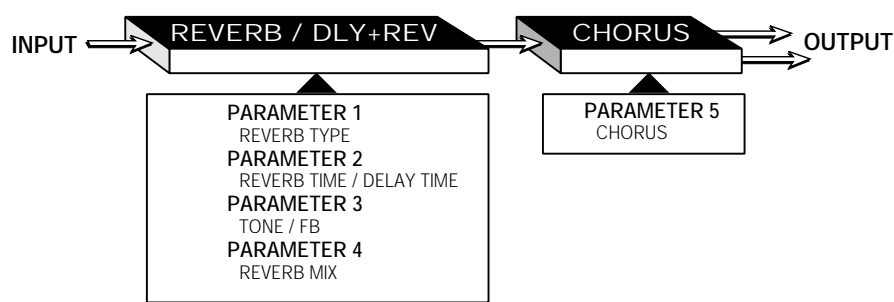 INPUT
REVERB / DLY+REV
CHORUS
OUTPUT
PARAMETER 1
REVERB TYPE
PARAMETER 2
REVERB TIME / DELAY TIME
PARAMETER 3
TONE / FB
PARAMETER 4
REVERB MIX
PARAMETER 5
CHORUS